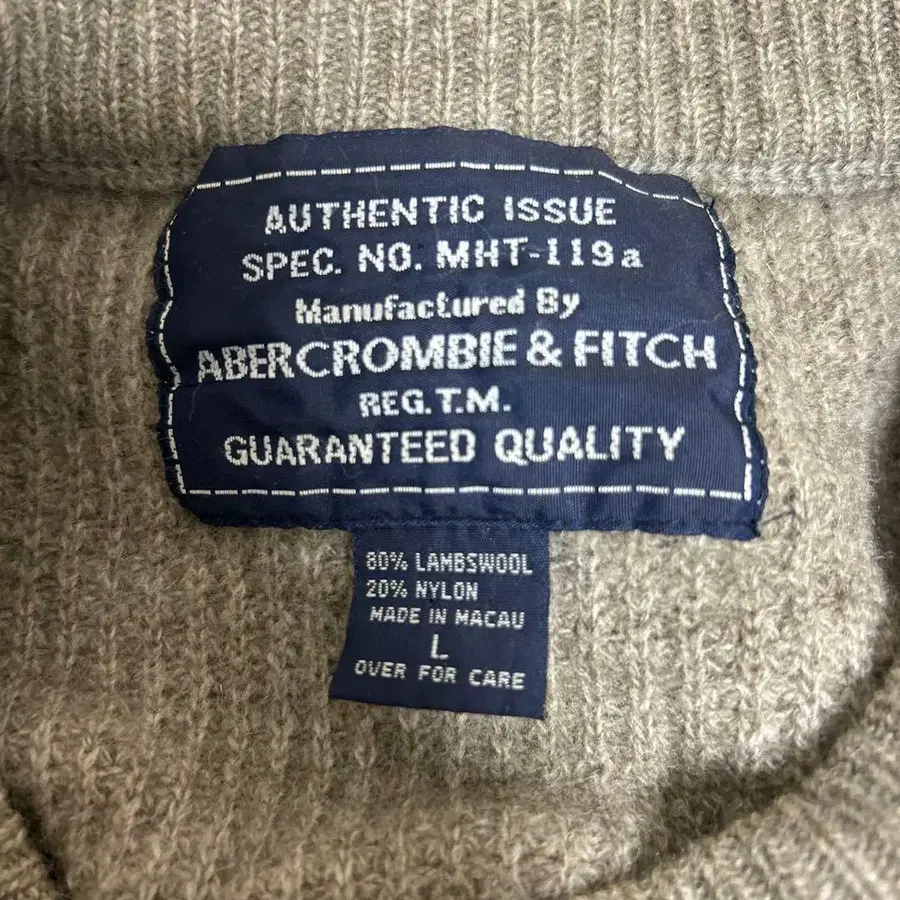 AUTHENTIC ISSUE
SPEC. NO. MHT-119a
Manufactured By
ABERCROMBIE & FITCH
REG.T.M.
GUARANTEED QUALITY
80% LAMBSWOOL
20% NYLON
MADE IN MACAU
L
OVER FOR CARE